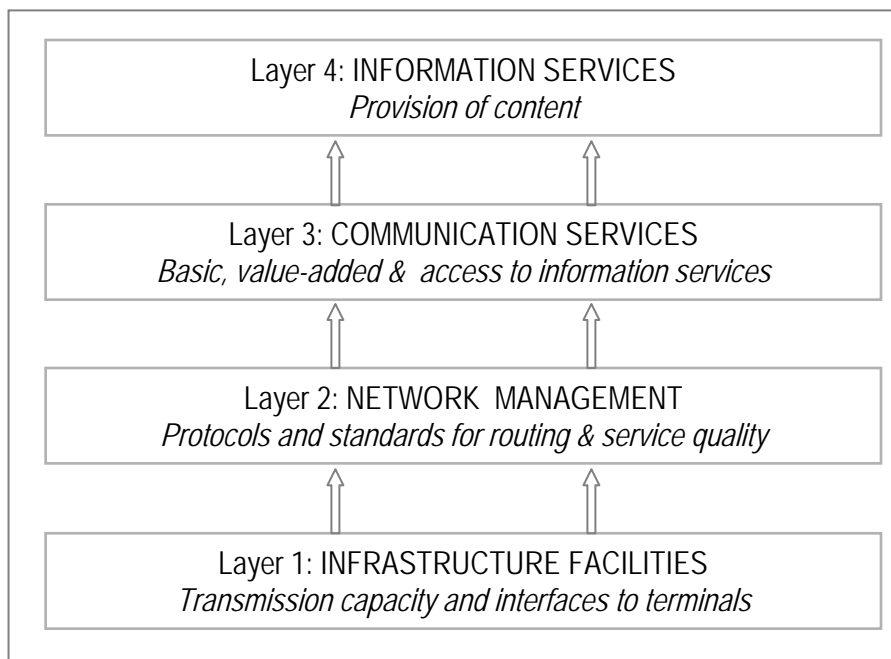 Layer 4: INFORMATION SERVICES
Provision of content
Layer 3: COMMUNICATION SERVICES
Basic, value-added & access to information services
Layer 2: NETWORK MANAGEMENT
Protocols and standards for routing & service quality
Layer 1: INFRASTRUCTURE FACILITIES
Transmission capacity and interfaces to terminals